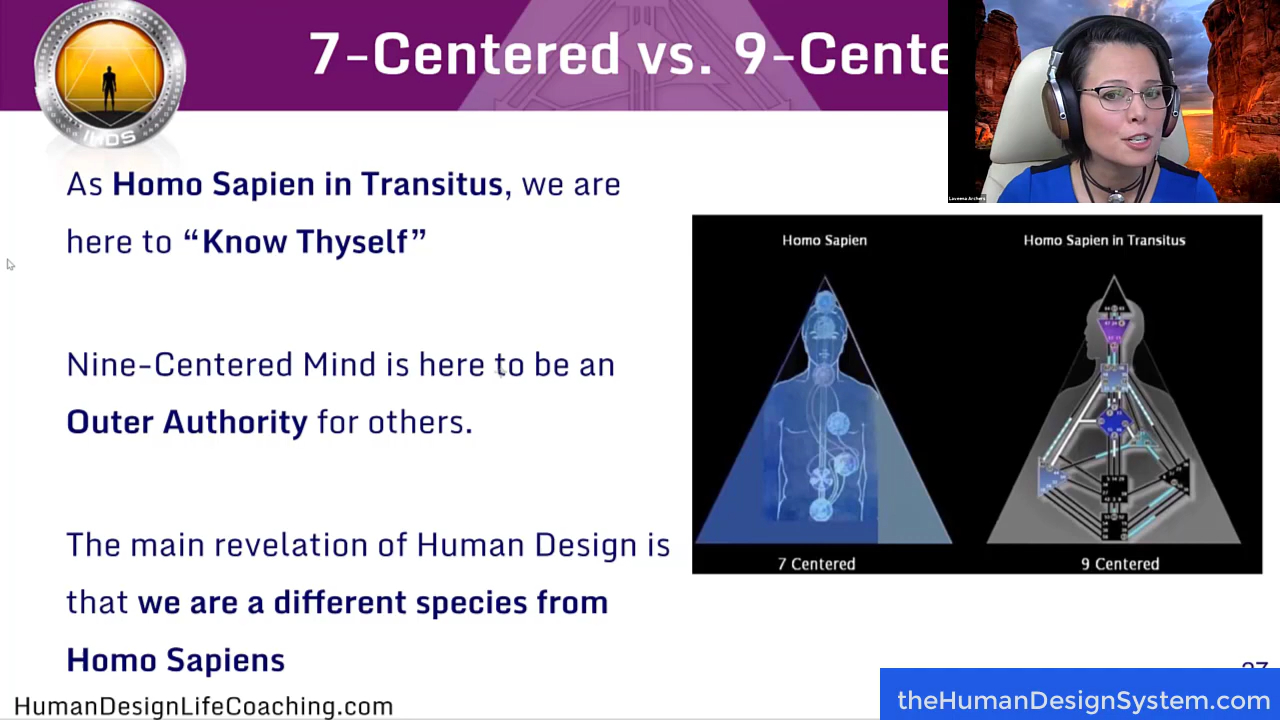 7-Centered vs. 9-Cente
IHDS
Laveena Archers
As Homo Sapien in Transitus, we are
here to “Know Thyself”
Nine-Centered Mind is here to be an
Outer Authority for others.
The main revelation of Human Design is
that we are a different species from
Homo Sapiens
Homo Sapien
Homo Sapien in Transitus
7 Centered
9 Centered
HumanDesignLifeCoaching.com
theHumanDesignSystem.com